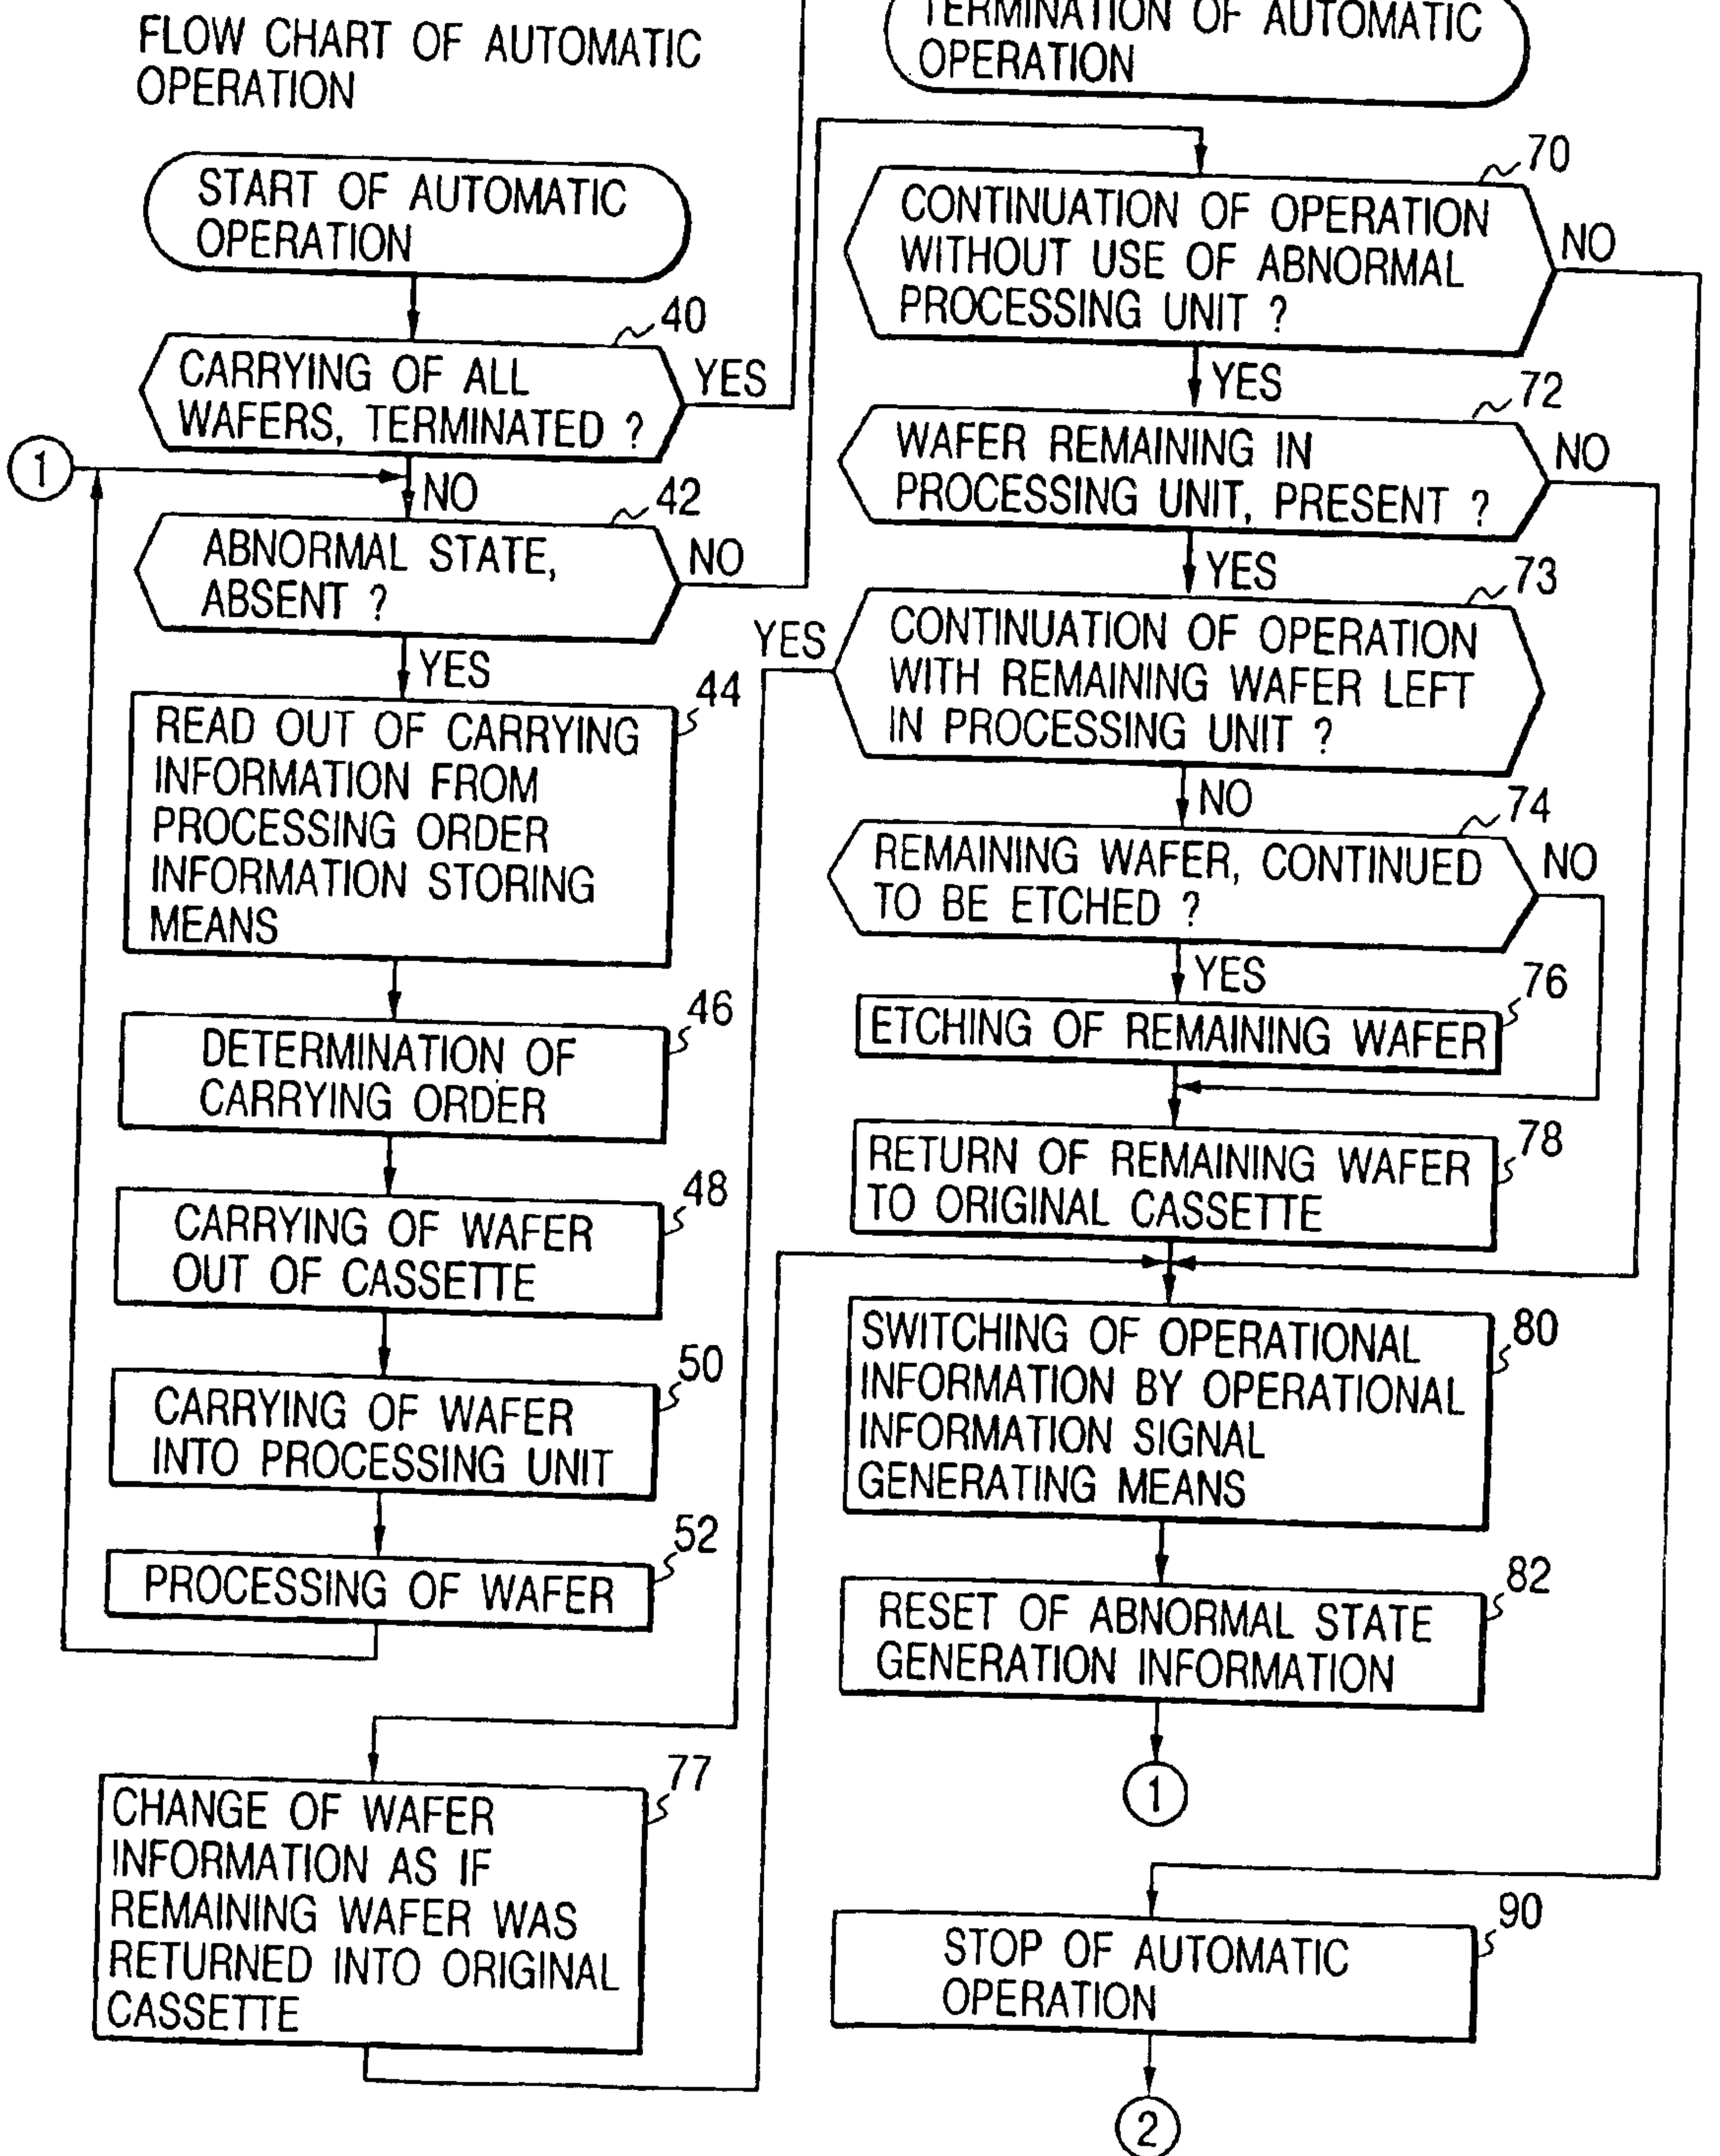 FLOW CHART OF AUTOMATIC
OPERATION
START OF AUTOMATIC
OPERATION
40
CARRYING OF ALL
WAFERS, TERMINATED ?
YES
1
NO
42
ABNORMAL STATE,
ABSENT ?
NO
YES
44
READ OUT OF CARRYING
INFORMATION FROM
PROCESSING ORDER
INFORMATION STORING
MEANS
46
DETERMINATION OF
CARRYING ORDER
48
CARRYING OF WAFER
OUT OF CASSETTE
50
CARRYING OF WAFER
INTO PROCESSING UNIT
52
PROCESSING OF WAFER
77
CHANGE OF WAFER
INFORMATION AS IF
REMAINING WAFER WAS
RETURNED INTO ORIGINAL
CASSETTE
TERMINATION OF AUTOMATIC
OPERATION
70
CONTINUATION OF OPERATION
WITHOUT USE OF ABNORMAL
PROCESSING UNIT ?
NO
YES
72
WAFER REMAINING IN
PROCESSING UNIT, PRESENT ?
NO
YES
73
CONTINUATION OF OPERATION
WITH REMAINING WAFER LEFT
IN PROCESSING UNIT ?
YES
NO
74
REMAINING WAFER, CONTINUED
TO BE ETCHED ?
NO
YES
76
ETCHING OF REMAINING WAFER
78
RETURN OF REMAINING WAFER
TO ORIGINAL CASSETTE
80
SWITCHING OF OPERATIONAL
INFORMATION BY OPERATIONAL
INFORMATION SIGNAL
GENERATING MEANS
82
RESET OF ABNORMAL STATE
GENERATION INFORMATION
1
90
STOP OF AUTOMATIC
OPERATION
2